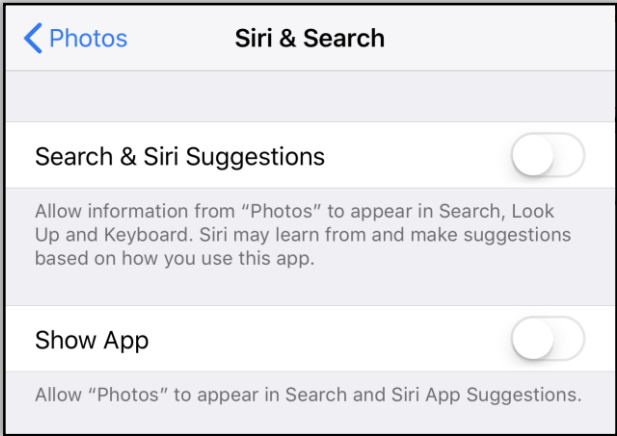 Photos Siri & Search
Search & Siri Suggestions
Allow information from “Photos” to appear in Search, Look
Up and Keyboard. Siri may learn from and make suggestions
based on how you use this app.
Show App
Allow “Photos” to appear in Search and Siri App Suggestions.